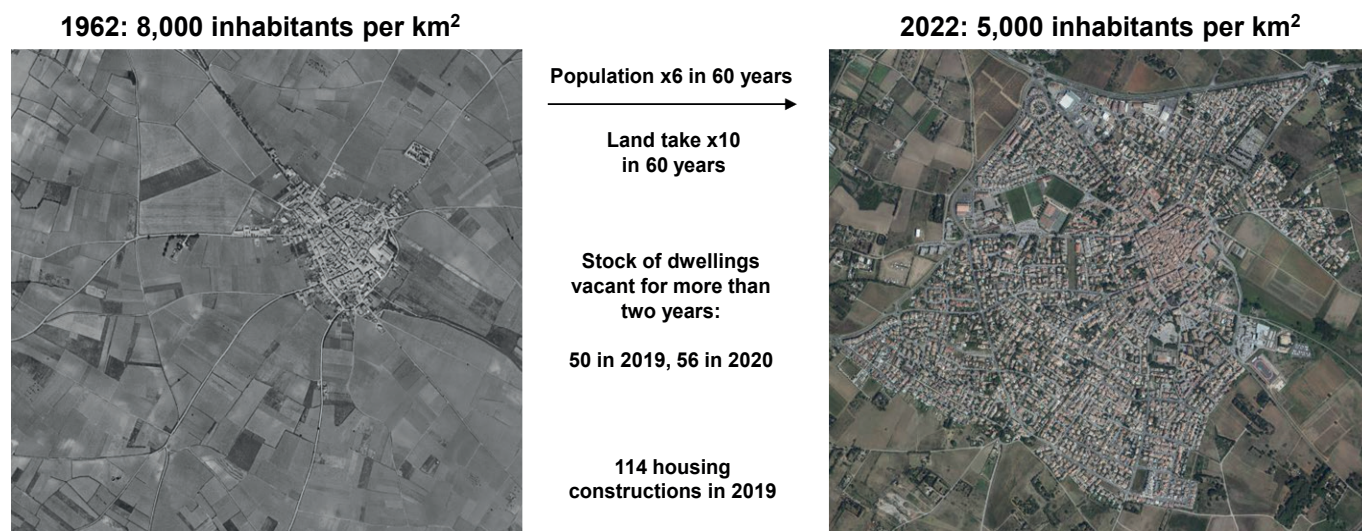 1962: 8,000 inhabitants per km²
Population x6 in 60 years
Land take x10
in 60 years
Stock of dwellings
vacant for more than
two years:
50 in 2019, 56 in 2020
114 housing
constructions in 2019
2022: 5,000 inhabitants per km²